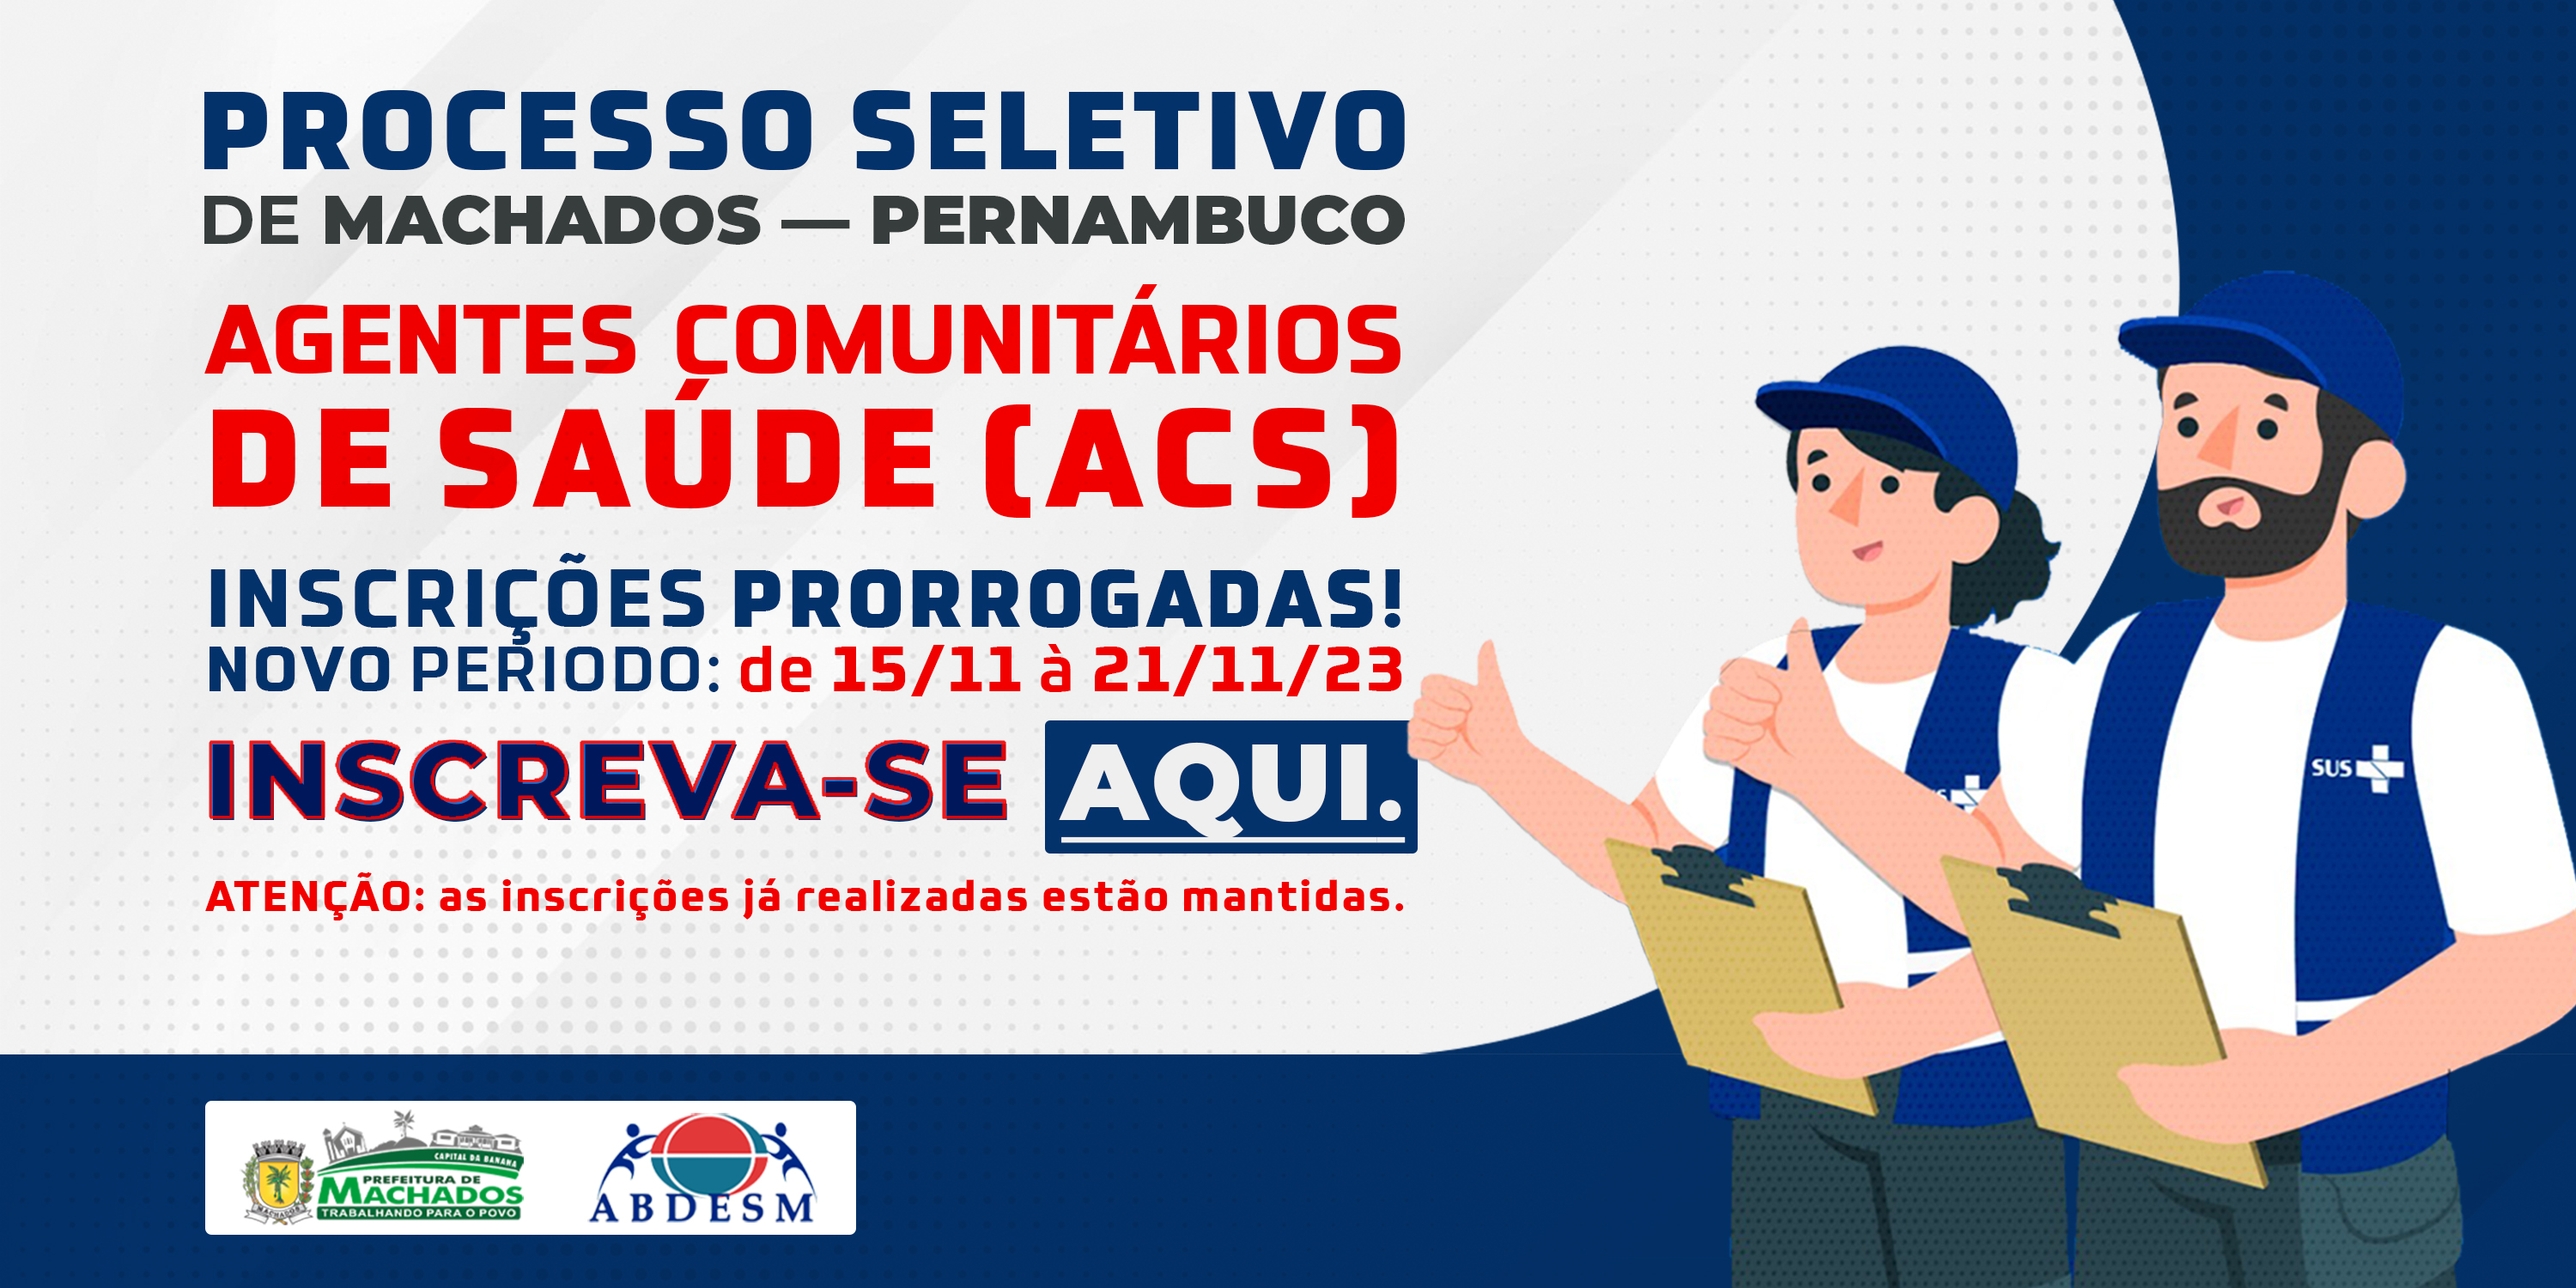 PROCESSO SELETIVO
DE MACHADOS — PERNAMBUCO
AGENTES COMUNITÁRIOS
DE SAÚDE (ACS)
INSCRIÇÕES PRORROGADAS!
NOVO PERIODO: de 15/11 à 21/11/23
INSCREVA-SE AQUI.
ATENÇÃO: as inscrições já realizadas estão mantidas.
SUS
CAPITAL DA BANANA
PREFEITURA DE
MACHADOS
TRABALHANDO PARA O POVO
MACHADOS
ABDESM